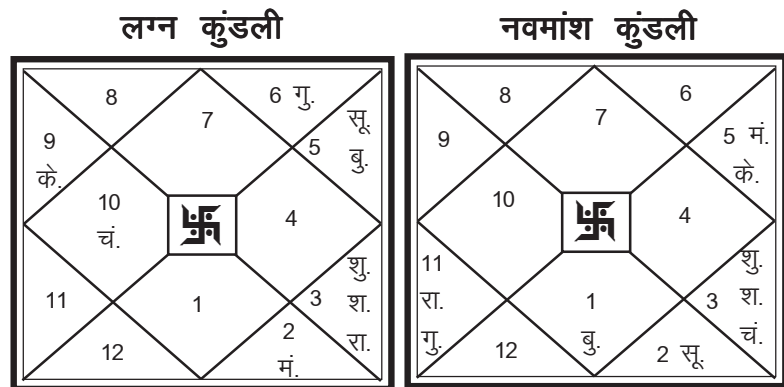 लग्न कुंडली
8
7
6 गु.
सू.
बु.
5
9
के.
10
चं.
4
11
1
शु.
श.
रा.
3
12
2
मं.
नवमांश कुंडली
8
7
6
5 मं.
के.
9
10
4
11
रा.
गु.
1
बु.
शु.
श.
चं.
3
12
2 सू.